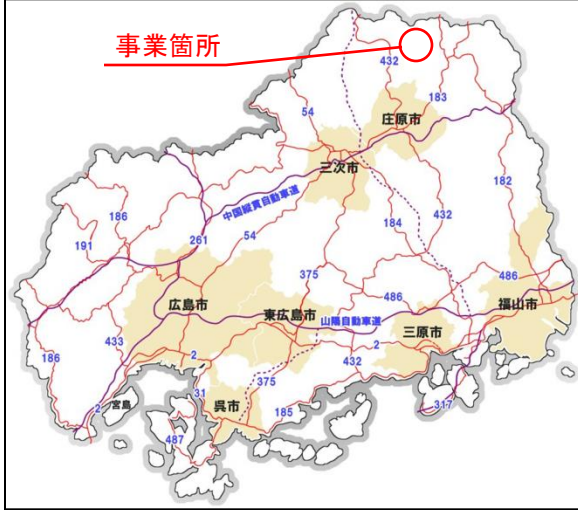 事業箇所
432
183
54
庄原市
三次市
182
中国縦貫自動車道
186
191
261
54
184
432
375
486
486
広島市
東広島市
山陽自動車道
福山市
三原市
433
186
2
432
2
375
31
呉市
185
2
宮島
317
487